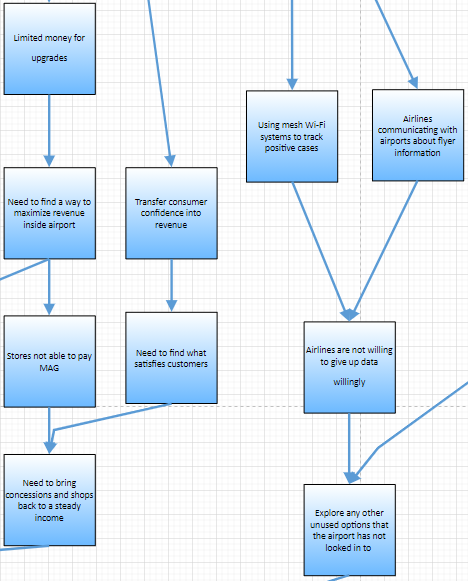 Limited money for
upgrades
Using mesh Wi-Fi
systems to track
positive cases
Airlines
communicating with
airports about flyer
information
Need to find a way to
maximize revenue
inside airport
Transfer consumer
confidence into
revenue
Stores not able to pay
MAG
Need to find what
satisfies customers
Airlines are not willing
to give up data
willingly
Need to bring
concessions and shops
back to a steady
income
Explore any other
unused options that
the airport has not
looked in to